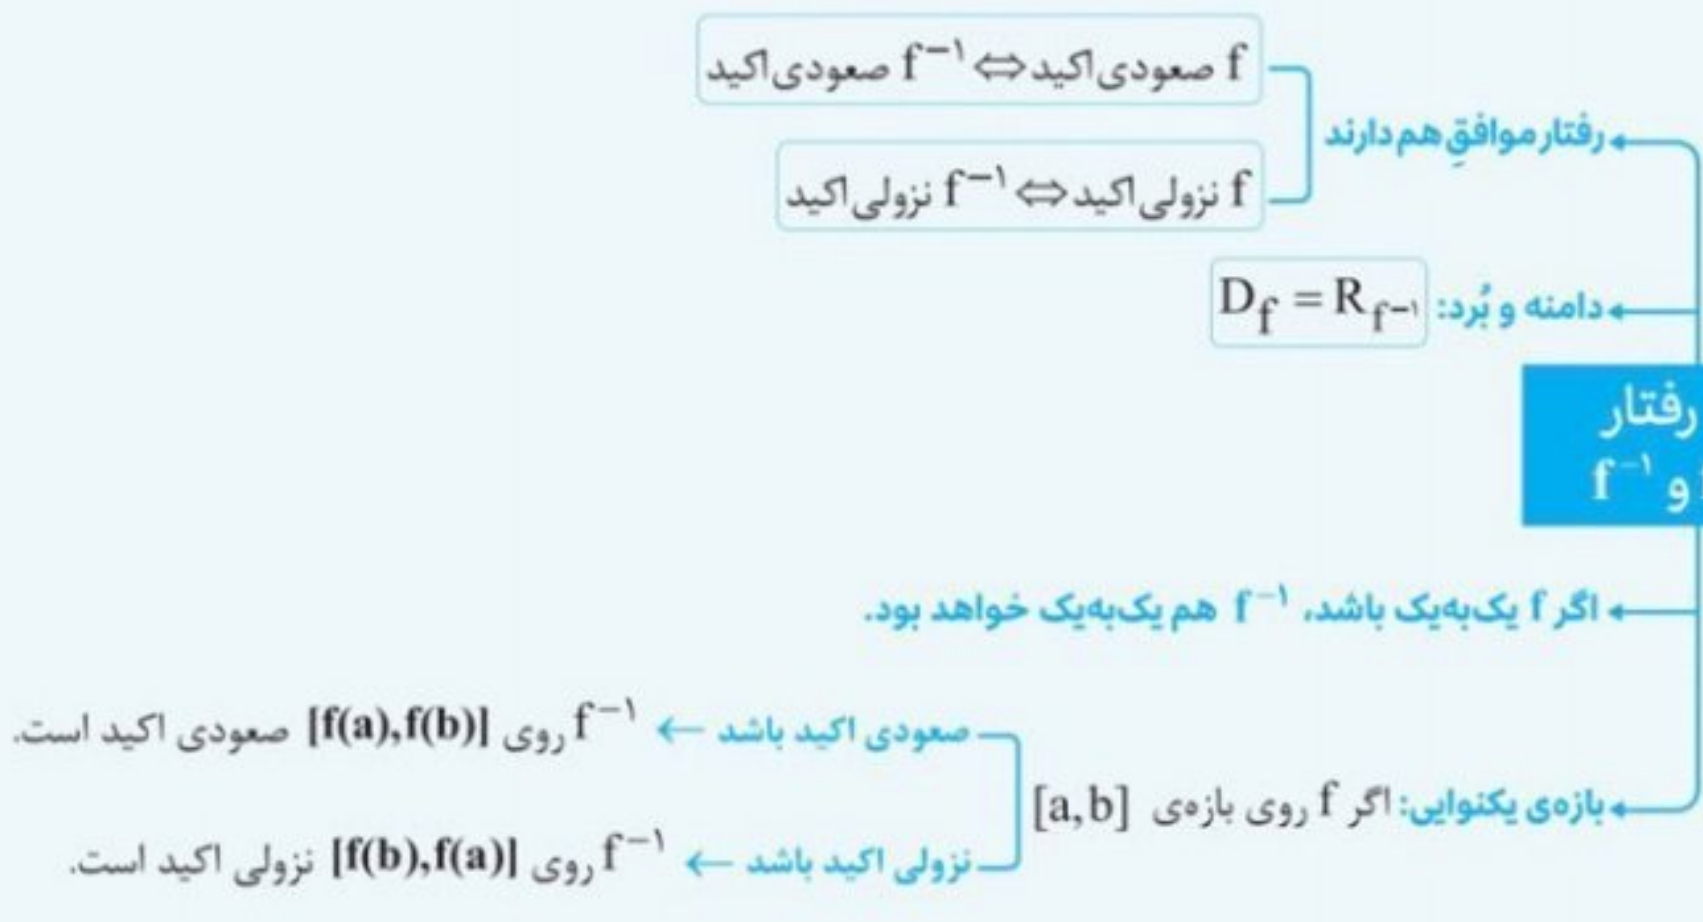 f صعودی اکید ⇔ f⁻¹ صعودی اکید
رفتار موافقِ هم دارند
f نزولی اکید ⇔ f⁻¹ نزولی اکید
دامنه و بُرد: D_f = R_f⁻¹
رفتار
و f⁻¹
اگر f یک‌به‌یک باشد، f⁻¹ هم یک‌به‌یک خواهد بود.
صعودی اکید باشد ← f⁻¹ روی [f(a),f(b)] صعودی اکید است.
بازه‌ی یکنوایی: اگر f روی بازه‌ی [a,b]
نزولی اکید باشد ← f⁻¹ روی [f(b),f(a)] نزولی اکید است.